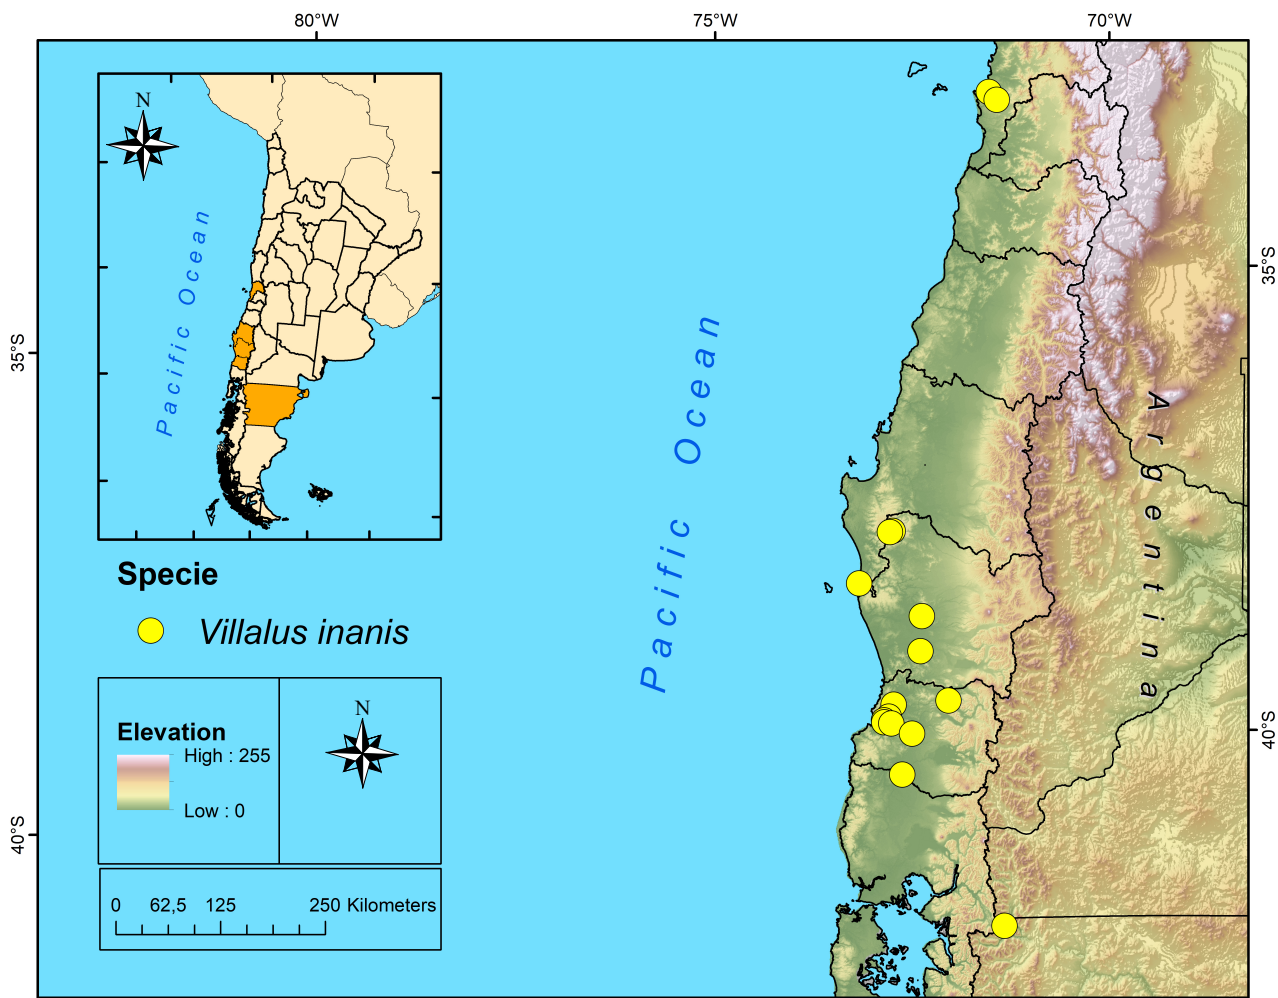 80°W 75°W 70°W
N
Pacific Ocean
35°S
35°S
Pacific Ocean
Argentina
Specie
Villalus inanis
N
Elevation
High : 255
Low : 0
40°S
40°S
0 62,5 125 250 Kilometers